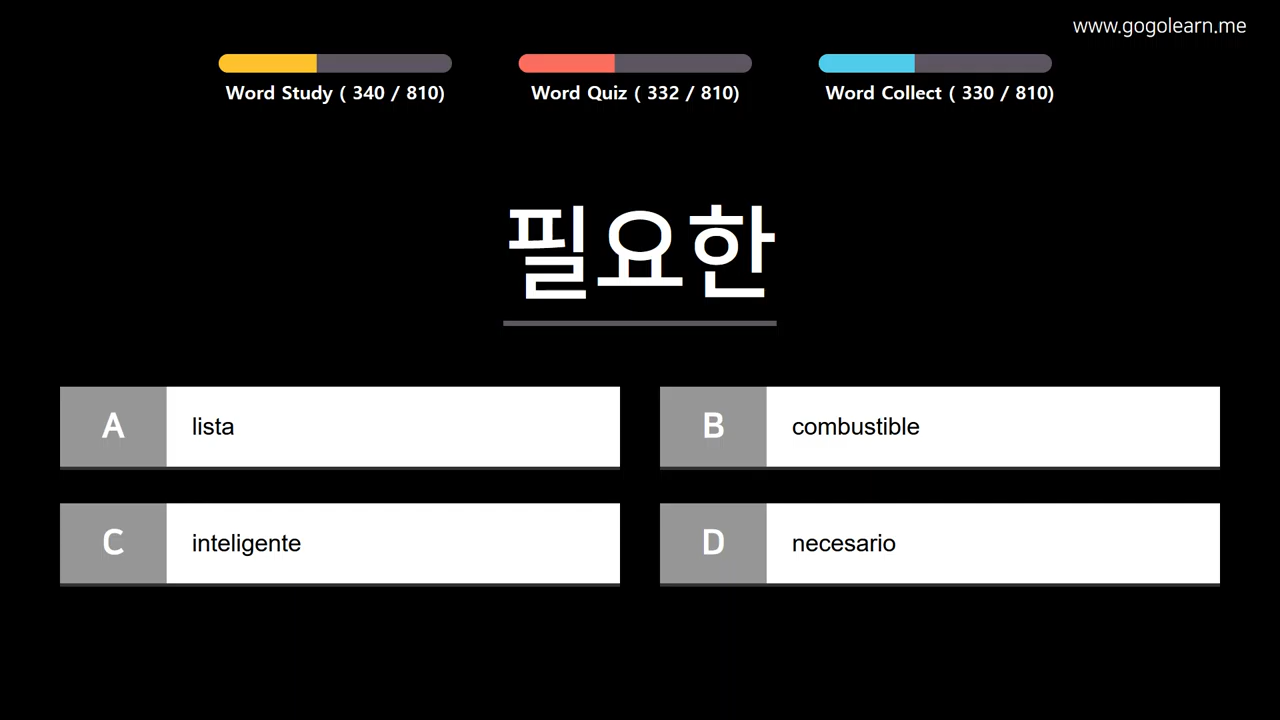 www.gogolearn.me
Word Study ( 340 / 810)
Word Quiz ( 332 / 810)
Word Collect ( 330 / 810)
필요한
A lista
B combustible
C inteligente
D necesario